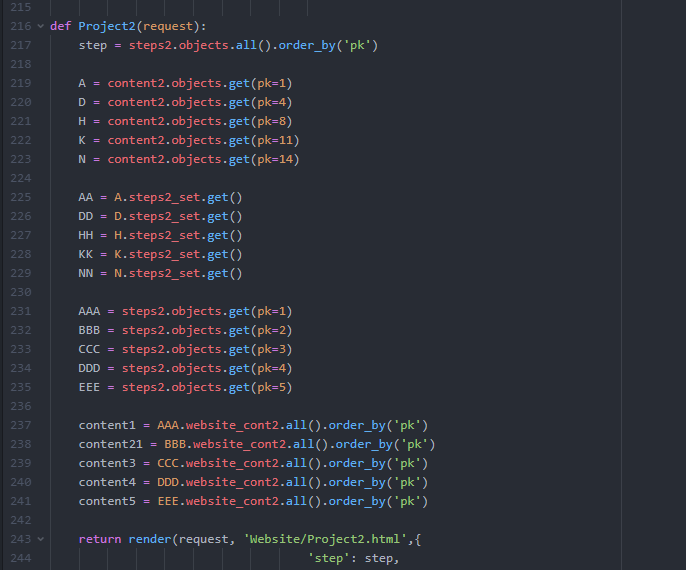 215
216 def Project2(request):
217 step = steps2.objects.all().order_by('pk')
218
219 A = content2.objects.get(pk=1)
220 D = content2.objects.get(pk=4)
221 H = content2.objects.get(pk=8)
222 K = content2.objects.get(pk=11)
223 N = content2.objects.get(pk=14)
224
225 AA = A.steps2_set.get()
226 DD = D.steps2_set.get()
227 HH = H.steps2_set.get()
228 KK = K.steps2_set.get()
229 NN = N.steps2_set.get()
230
231 AAA = steps2.objects.get(pk=1)
232 BBB = steps2.objects.get(pk=2)
233 CCC = steps2.objects.get(pk=3)
234 DDD = steps2.objects.get(pk=4)
235 EEE = steps2.objects.get(pk=5)
236
237 content1 = AAA.website_cont2.all().order_by('pk')
238 content21 = BBB.website_cont2.all().order_by('pk')
239 content3 = CCC.website_cont2.all().order_by('pk')
240 content4 = DDD.website_cont2.all().order_by('pk')
241 content5 = EEE.website_cont2.all().order_by('pk')
242
243 return render(request, 'Website/Project2.html',{
244 'step': step,